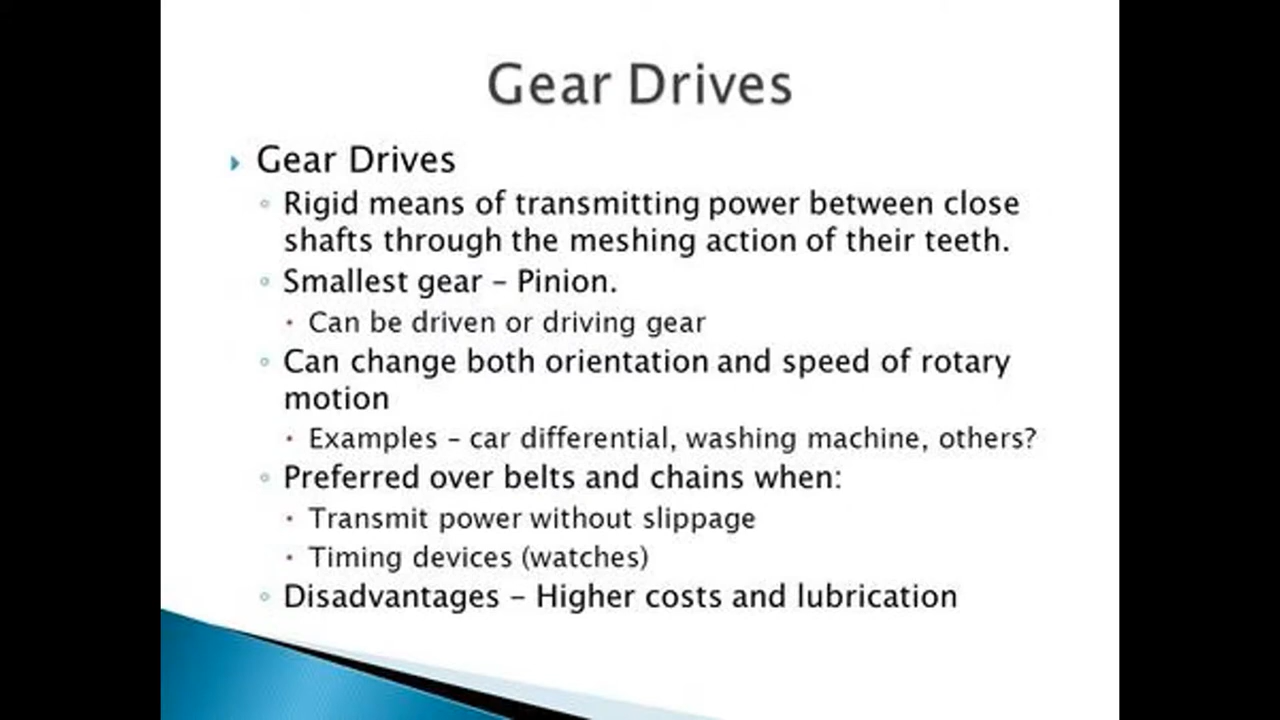 Gear Drives
Gear Drives
Rigid means of transmitting power between close
shafts through the meshing action of their teeth.
Smallest gear – Pinion.
Can be driven or driving gear
Can change both orientation and speed of rotary
motion
Examples – car differential, washing machine, others?
Preferred over belts and chains when:
Transmit power without slippage
Timing devices (watches)
Disadvantages – Higher costs and lubrication